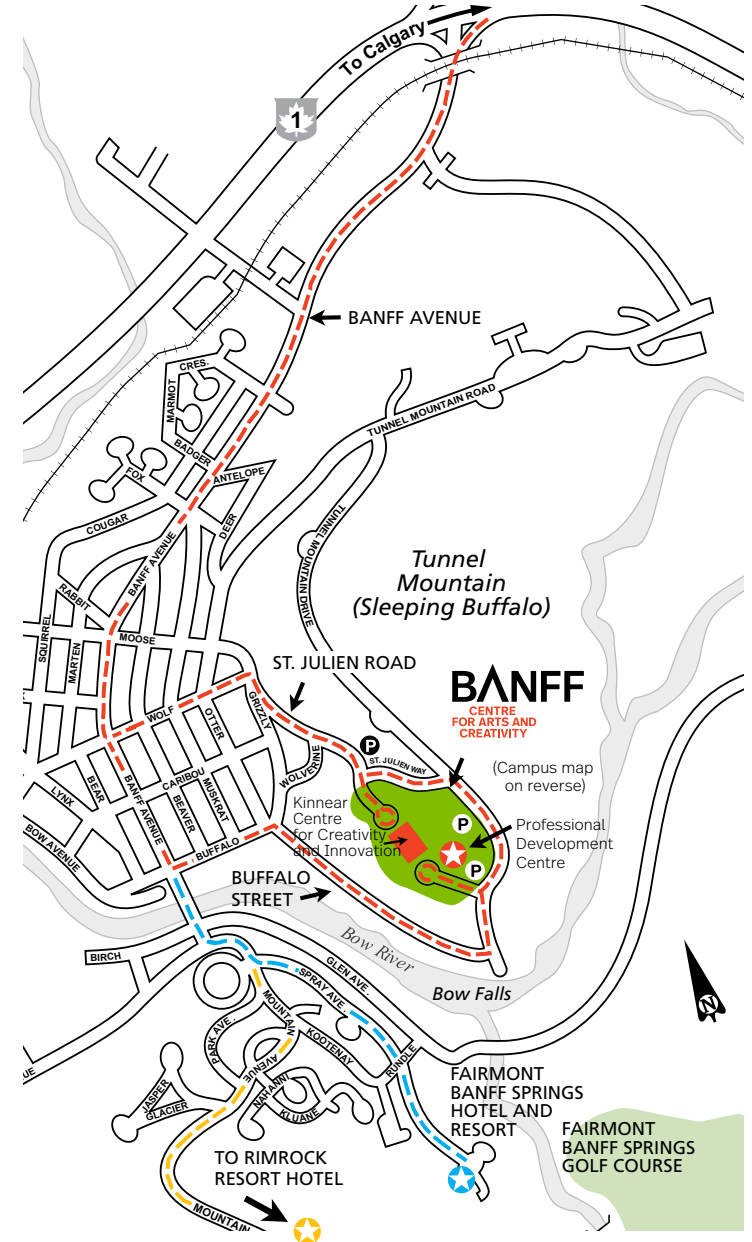 To Calgary
1
BANFF AVENUE
CRES.
MARMOT
BADGER
TUNNEL MOUNTAIN ROAD
FOX
ANTELOPE
COUGAR
DEER
BANFF AVENUE
TUNNEL MOUNTAIN DRIVE
Tunnel
Mountain
(Sleeping Buffalo)
RABBIT
SQUIRREL
MARTEN
MOOSE
ST. JULIEN ROAD
BANFF
CENTRE
FOR ARTS AND
CREATIVITY
WOLF
OTTER
GRIZZLY
P
ST. JULIEN WAY
(Campus map
on reverse)
WOLVERINE
LYNX
BEAR
CARIBOU
BANFF AVENUE
BEAVER
MUSKRAT
Kinnear
Centre
for Creativity
and Innovation
P
Professional
Development
Centre
P
BOW AVENUE
BUFFALO
BUFFALO
STREET
Bow River
Bow Falls
N
BIRCH
GLEN AVE.
SPRAY AVE.
UE
PARK AVE.
MOUNTAIN
AVENUE
KOOTENAY
RUNDLE
NAHANNI
KLUANE
JASPER
GLACIER
FAIRMONT
BANFF SPRINGS
HOTEL AND
RESORT
FAIRMONT
BANFF SPRINGS
GOLF COURSE
TO RIMROCK
RESORT HOTEL
MOUNTAIN